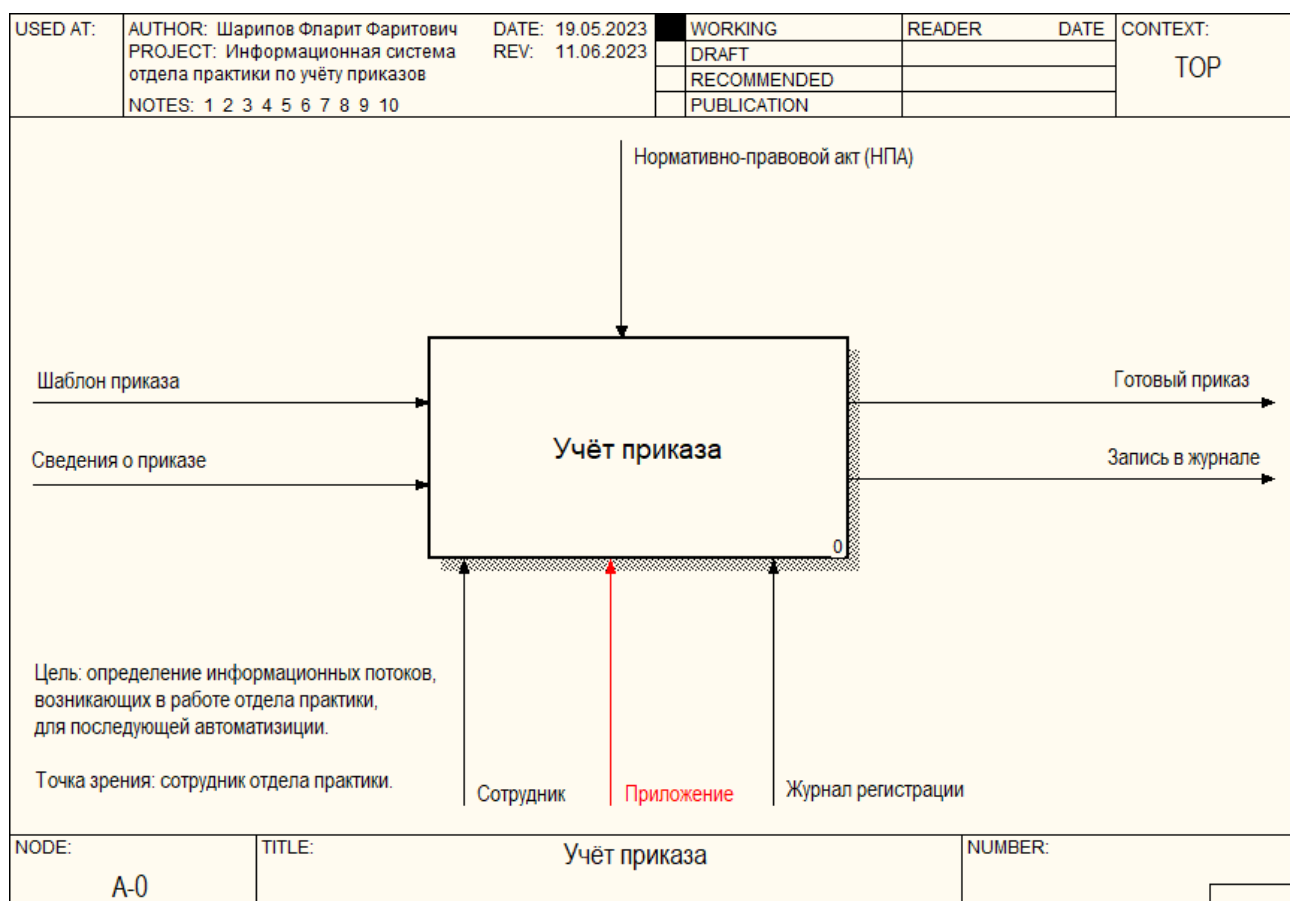 USED AT:
AUTHOR: Шарипов Фларит Фаритович
DATE: 19.05.2023
PROJECT: Информационная система
REV: 11.06.2023
отдела практики по учёту приказов
NOTES: 1 2 3 4 5 6 7 8 9 10
WORKING
DRAFT
RECOMMENDED
PUBLICATION
READER DATE
CONTEXT:
TOP
Нормативно-правовой акт (НПА)
Шаблон приказа
Сведения о приказе
Учёт приказа
0
Готовый приказ
Запись в журнале
Цель: определение информационных потоков,
возникающих в работе отдела практики,
для последующей автоматизиции.
Точка зрения: сотрудник отдела практики.
Сотрудник
Приложение
Журнал регистрации
NODE:
A-0
TITLE:
Учёт приказа
NUMBER: